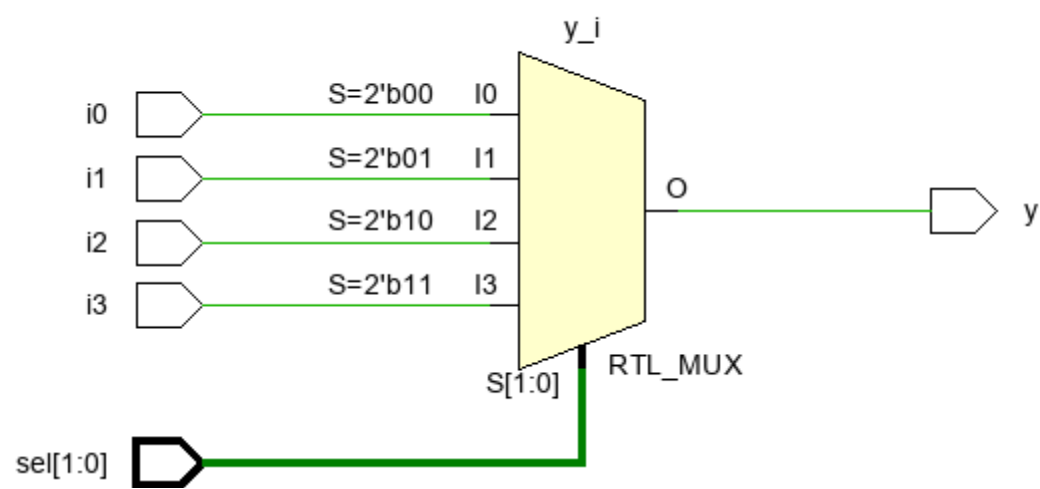 y_i
i0 S=2'b00 I0
i1 S=2'b01 I1
O
y
i2 S=2'b10 I2
i3 S=2'b11 I3
RTL_MUX
S[1:0]
sel[1:0]